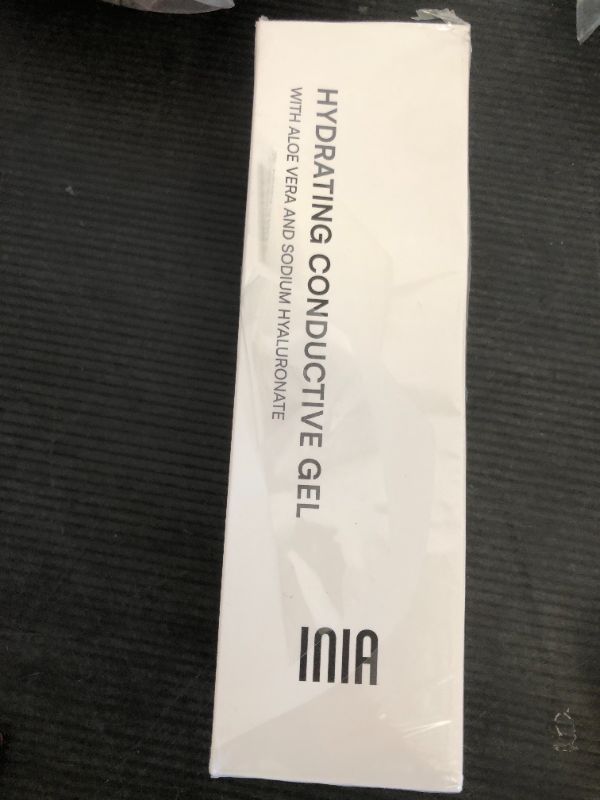 HYDRATING CONDUCTIVE GEL
WITH ALOE VERA AND SODIUM HYALURONATE
INIA